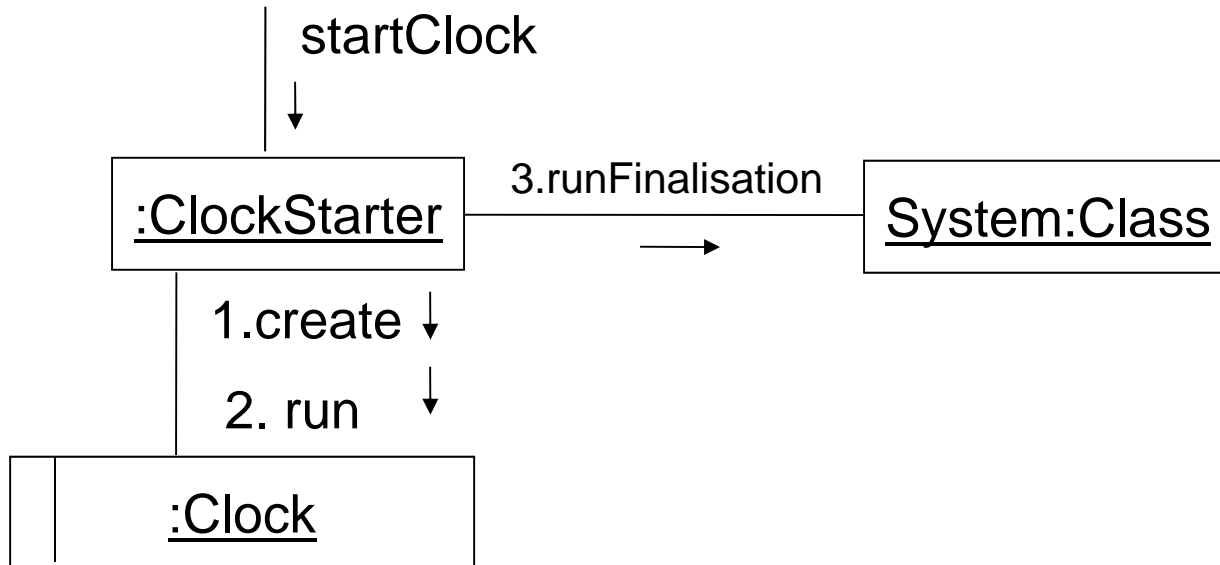 startClock
3.runFinalisation
:ClockStarter
System:Class
1.create
2. run
:Clock